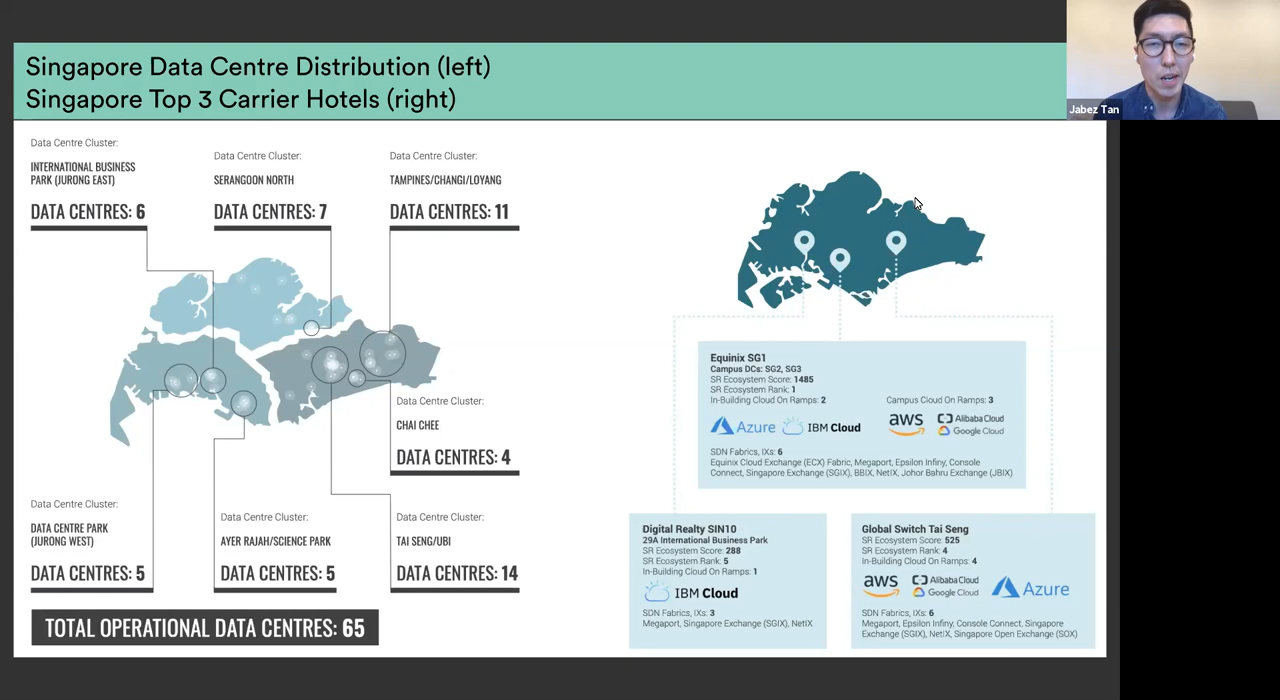 Singapore Data Centre Distribution (left)
Singapore Top 3 Carrier Hotels (right)
Jabez Tan
Data Centre Cluster:
INTERNATIONAL BUSINESS
PARK (JURONG EAST)
DATA CENTRES: 6
Data Centre Cluster:
SERANGOON NORTH
DATA CENTRES: 7
Data Centre Cluster:
TAMPINES/CHANGI/LOYANG
DATA CENTRES: 11
Data Centre Cluster:
CHAI CHEE
DATA CENTRES: 4
Data Centre Cluster:
DATA CENTRE PARK
(JURONG WEST)
DATA CENTRES: 5
Data Centre Cluster:
AYER RAJAH/SCIENCE PARK
DATA CENTRES: 5
Data Centre Cluster:
TAI SENG/UBI
DATA CENTRES: 14
TOTAL OPERATIONAL DATA CENTRES: 65
Equinix SG1
Campus DCs: SG2, SG3
SR Ecosystem Score: 1485
SR Ecosystem Rank: 1
In-Building Cloud On Ramps: 2
Campus Cloud On Ramps: 3
Azure
IBM Cloud
aws
Alibaba Cloud
Google Cloud
SDN Fabrics, IXs: 6
Equinix Cloud Exchange (ECX) Fabric, Megaport, Epsilon Infiny, Console
Connect, Singapore Exchange (SGIX), BBIX, NetIX, Johor Bahru Exchange (JBIX)
Digital Realty SIN10
29A International Business Park
SR Ecosystem Score: 288
SR Ecosystem Rank: 5
In-Building Cloud On Ramps: 1
IBM Cloud
SDN Fabrics, IXs: 3
Megaport, Singapore Exchange (SGIX), NetIX
Global Switch Tai Seng
SR Ecosystem Score: 525
SR Ecosystem Rank: 4
In-Building Cloud On Ramps: 4
aws
Alibaba Cloud
Google Cloud
Azure
SDN Fabrics, IXs: 6
Megaport, Epsilon Infiny, Console Connect, Singapore
Exchange (SGIX), NetIX, Singapore Open Exchange (SOX)